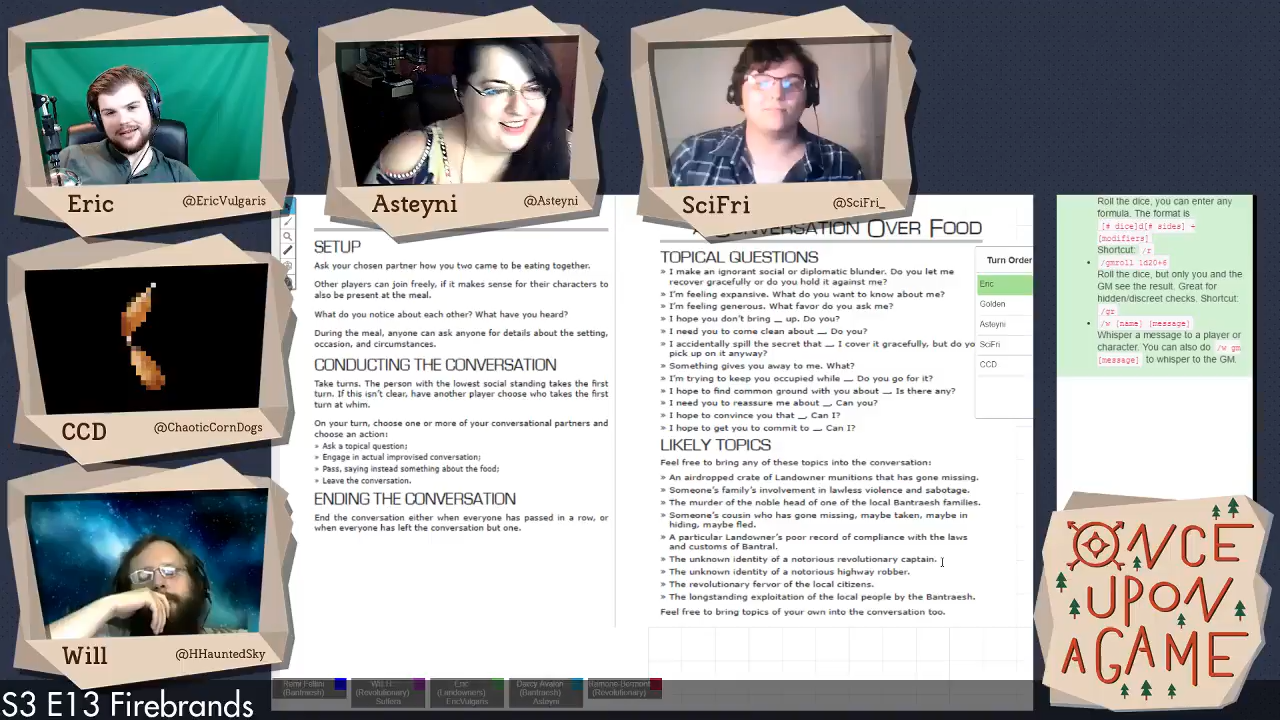 Eric
@EricVulgaris
Asteyni
@Asteyni
SciFri
@SciFri_
CCD
@ChaoticCornDogs
Will
@HHauntedSky
S3 E13 Firebrands
SETUP
Ask your chosen partner how you two came to be eating together.
Other players can join freely, if it makes sense for their characters to
also be present at the meal.
What do you notice about each other? What have you heard?
During the meal, anyone can ask anyone for details about the setting,
occasion, and circumstances.
CONDUCTING THE CONVERSATION
Take turns. The person with the lowest social standing takes the first
turn. If this isn't clear, have another player choose who takes the first
turn at whim.
On your turn, choose one or more of your conversational partners and
choose an action:
» Ask a topical question;
» Engage in actual improvised conversation;
» Pass, saying instead something about the food;
» Leave the conversation.
ENDING THE CONVERSATION
End the conversation either when everyone has passed in a row, or
when everyone has left the conversation but one.
CONVERSATION OVER FOOD
TOPICAL QUESTIONS
» I make an ignorant social or diplomatic blunder. Do you let me
recover gracefully or do you hold it against me?
» I'm feeling expansive. What do you want to know about me?
» I'm feeling generous. What favor do you ask me?
» I hope you don't bring __ up. Do you?
» I need you to come clean about __. Do you?
» I accidentally spill the secret that __. I cover it gracefully, but do yo
pick up on it anyway?
» Something gives you away to me. What?
» I'm trying to keep you occupied while __. Do you go for it?
» I hope to find common ground with you about __. Is there any?
» I need you to reassure me about __. Can you?
» I hope to convince you that __. Can I?
» I hope to get you to commit to __. Can I?
LIKELY TOPICS
Feel free to bring any of these topics into the conversation:
» An airdropped crate of Landowner munitions that has gone missing.
» Someone's family's involvement in lawless violence and sabotage.
» The murder of the noble head of one of the local Bantraesh families.
» Someone's cousin who has gone missing, maybe taken, maybe in
hiding, maybe fled.
» A particular Landowner's poor record of compliance with the laws
and customs of Bantral.
» The unknown identity of a notorious revolutionary captain.
» The unknown identity of a notorious highway robber.
» The revolutionary fervor of the local citizens.
» The longstanding exploitation of the local people by the Bantraesh.
Feel free to bring topics of your own into the conversation too.
Turn Order
Eric
Golden
Asteyni
SciFri
CCD
Roll the dice, you can enter any
formula. The format is
[# dice]d[# sides] +
[modifiers]
Shortcut: /r
• /gmroll 1d20+6
Roll the dice, but only you and the
GM see the result. Great for
hidden/discreet checks. Shortcut:
/gr
• /w [name] [message]
Whisper a message to a player or
character. You can also do /w gm
[message] to whisper to the GM.
(Bantraesh)
(Revolutionary)
Suffers
Eric
(Landowners)
EricVulgaris
Darcy Avalon
(Bantraesh)
Asteyni
(Revolutionary)
ONCE
UPON
A GAME